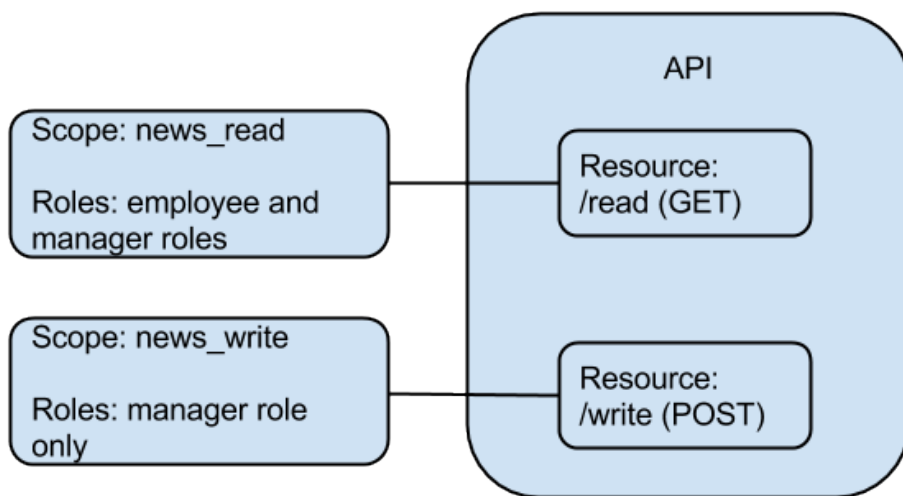 API
Scope: news_read
Roles: employee and
manager roles
Resource:
/read (GET)
Scope: news_write
Roles: manager role
only
Resource:
/write (POST)